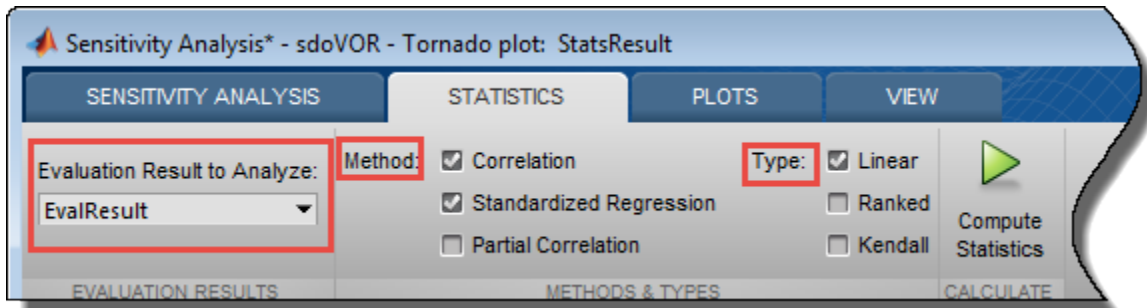 Sensitivity Analysis* - sdoVOR - Tornado plot: StatsResult
SENSITIVITY ANALYSIS STATISTICS PLOTS VIEW
Evaluation Result to Analyze:
EvalResult
Method:
Correlation
Standardized Regression
Partial Correlation
Type:
Linear
Ranked
Kendall
Compute
Statistics
EVALUATION RESULTS METHODS & TYPES CALCULATE